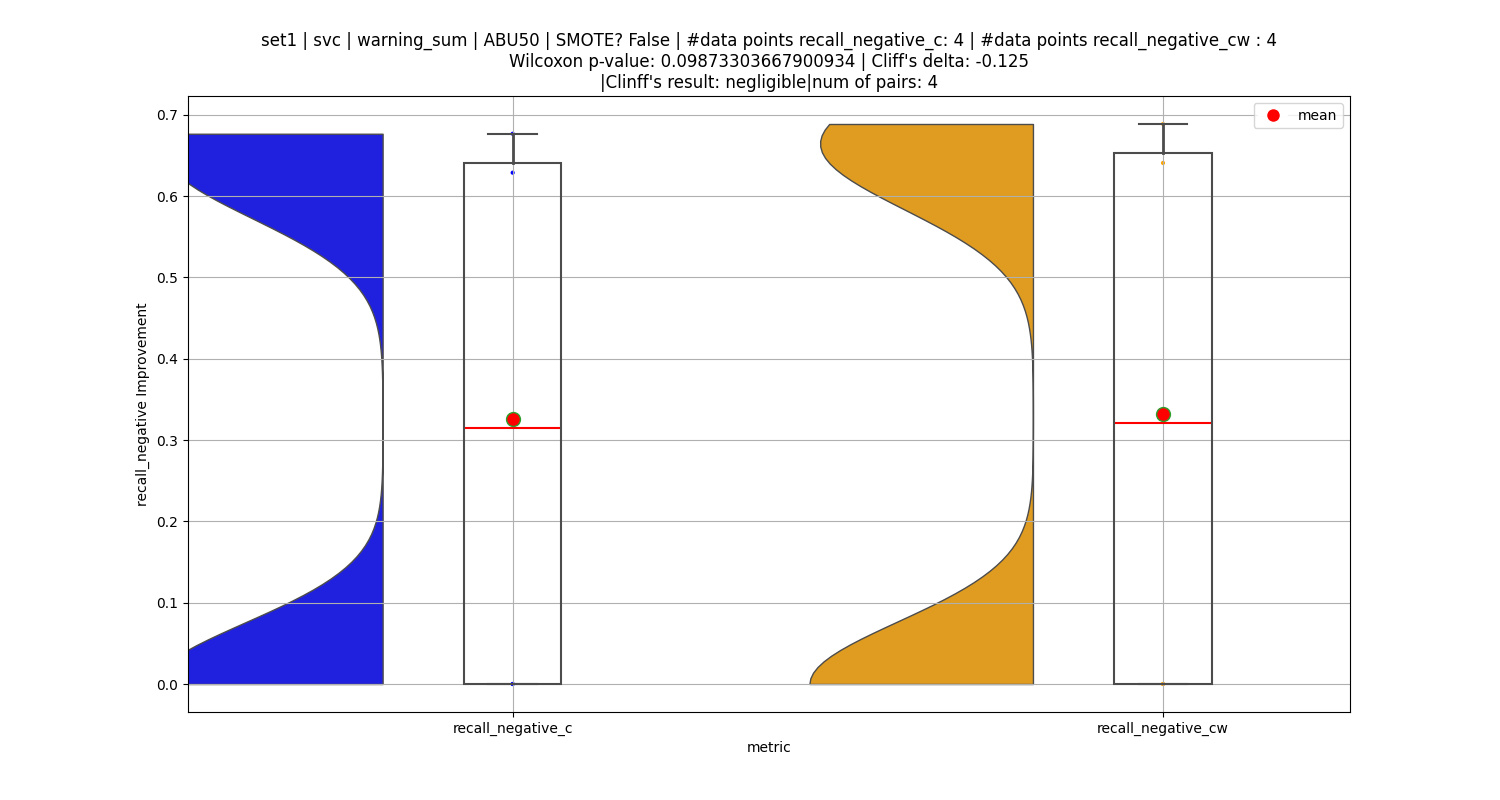 set1 | svc | warning_sum | ABU50 | SMOTE? False | #data points recall_negative_c: 4 | #data points recall_negative_cw : 4
Wilcoxon p-value: 0.09873303667900934 | Cliff's delta: -0.125
|Clinff's result: negligible|num of pairs: 4
mean
0.7
0.6
0.5
0.4
0.3
0.2
0.1
0.0
recall_negative Improvement
recall_negative_c
recall_negative_cw
metric